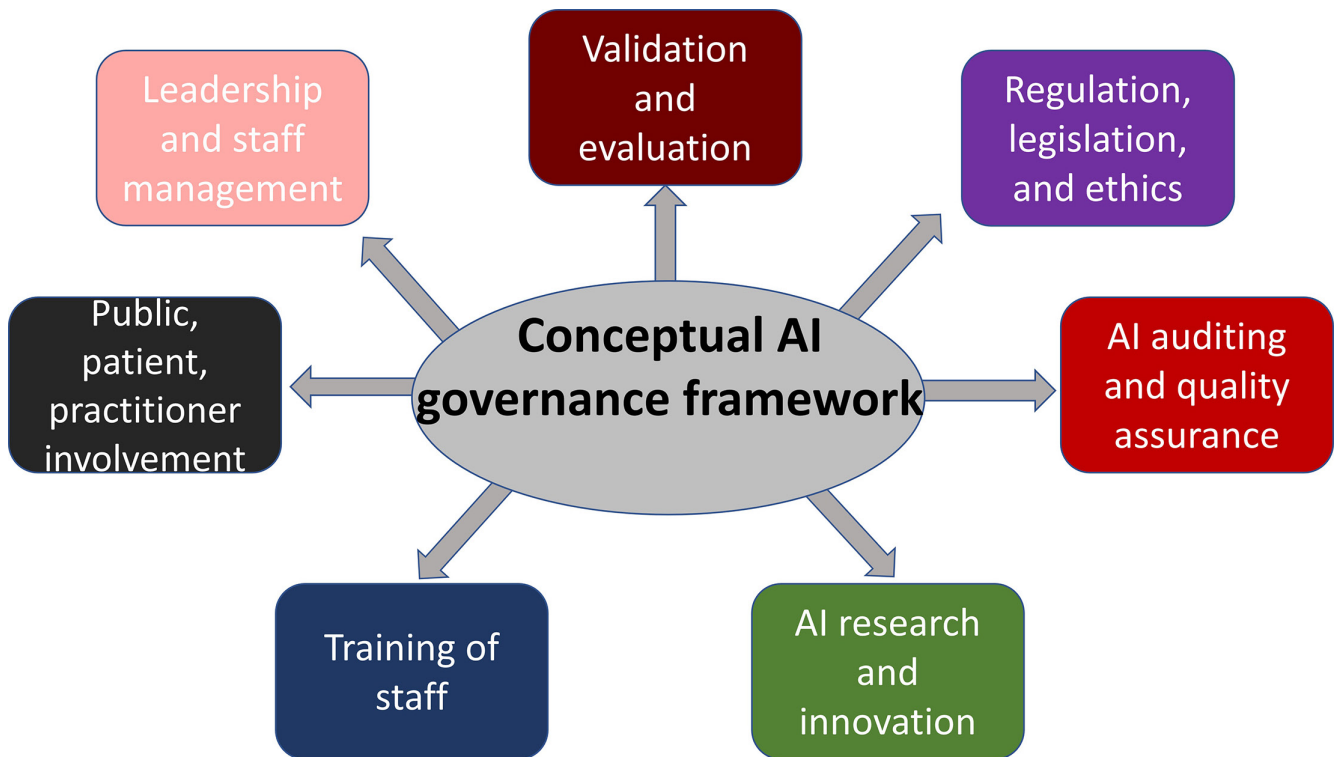 Validation
and
evaluation
Leadership
and staff
management
Regulation,
legislation,
and ethics
Public,
patient,
practitioner
involvement
Conceptual AI
governance framework
AI auditing
and quality
assurance
Training of
staff
AI research
and
innovation